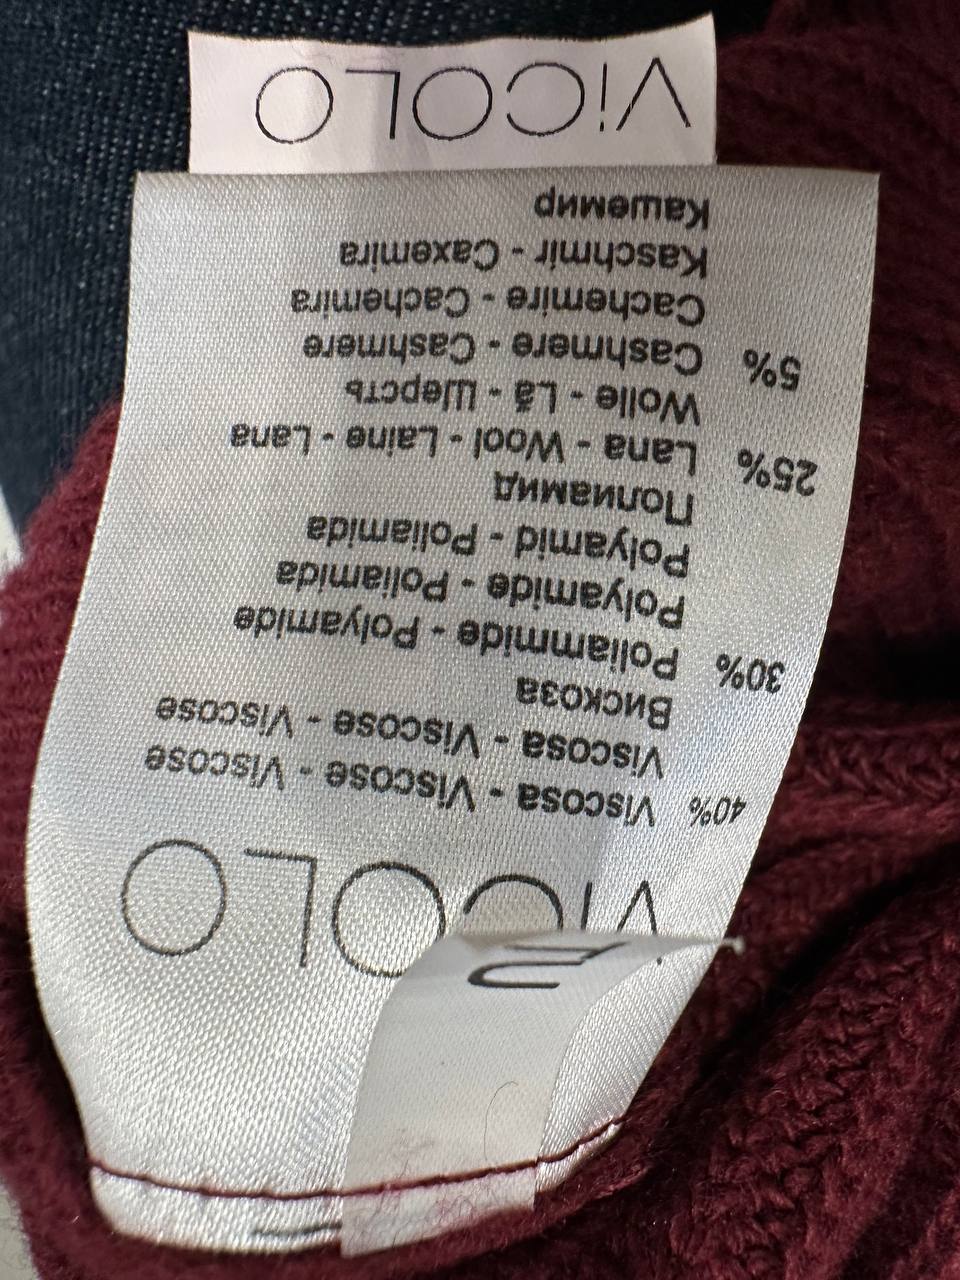 ViCOLO
40% Viscosa - Viscose - Viscose
Viscosa - Viscose - Viscose
Вискоза
30% Poliammide - Polyamide
Polyamide - Poliamida
Polyamid - Poliamida
Полиамид
25% Lana - Wool - Laine - Lana
Wolle - Lã - Шерсть
5% Cashmere - Cashmere
Cachemire - Cachemira
Kaschmir - Caxemira
Кашемир
ViCOLO